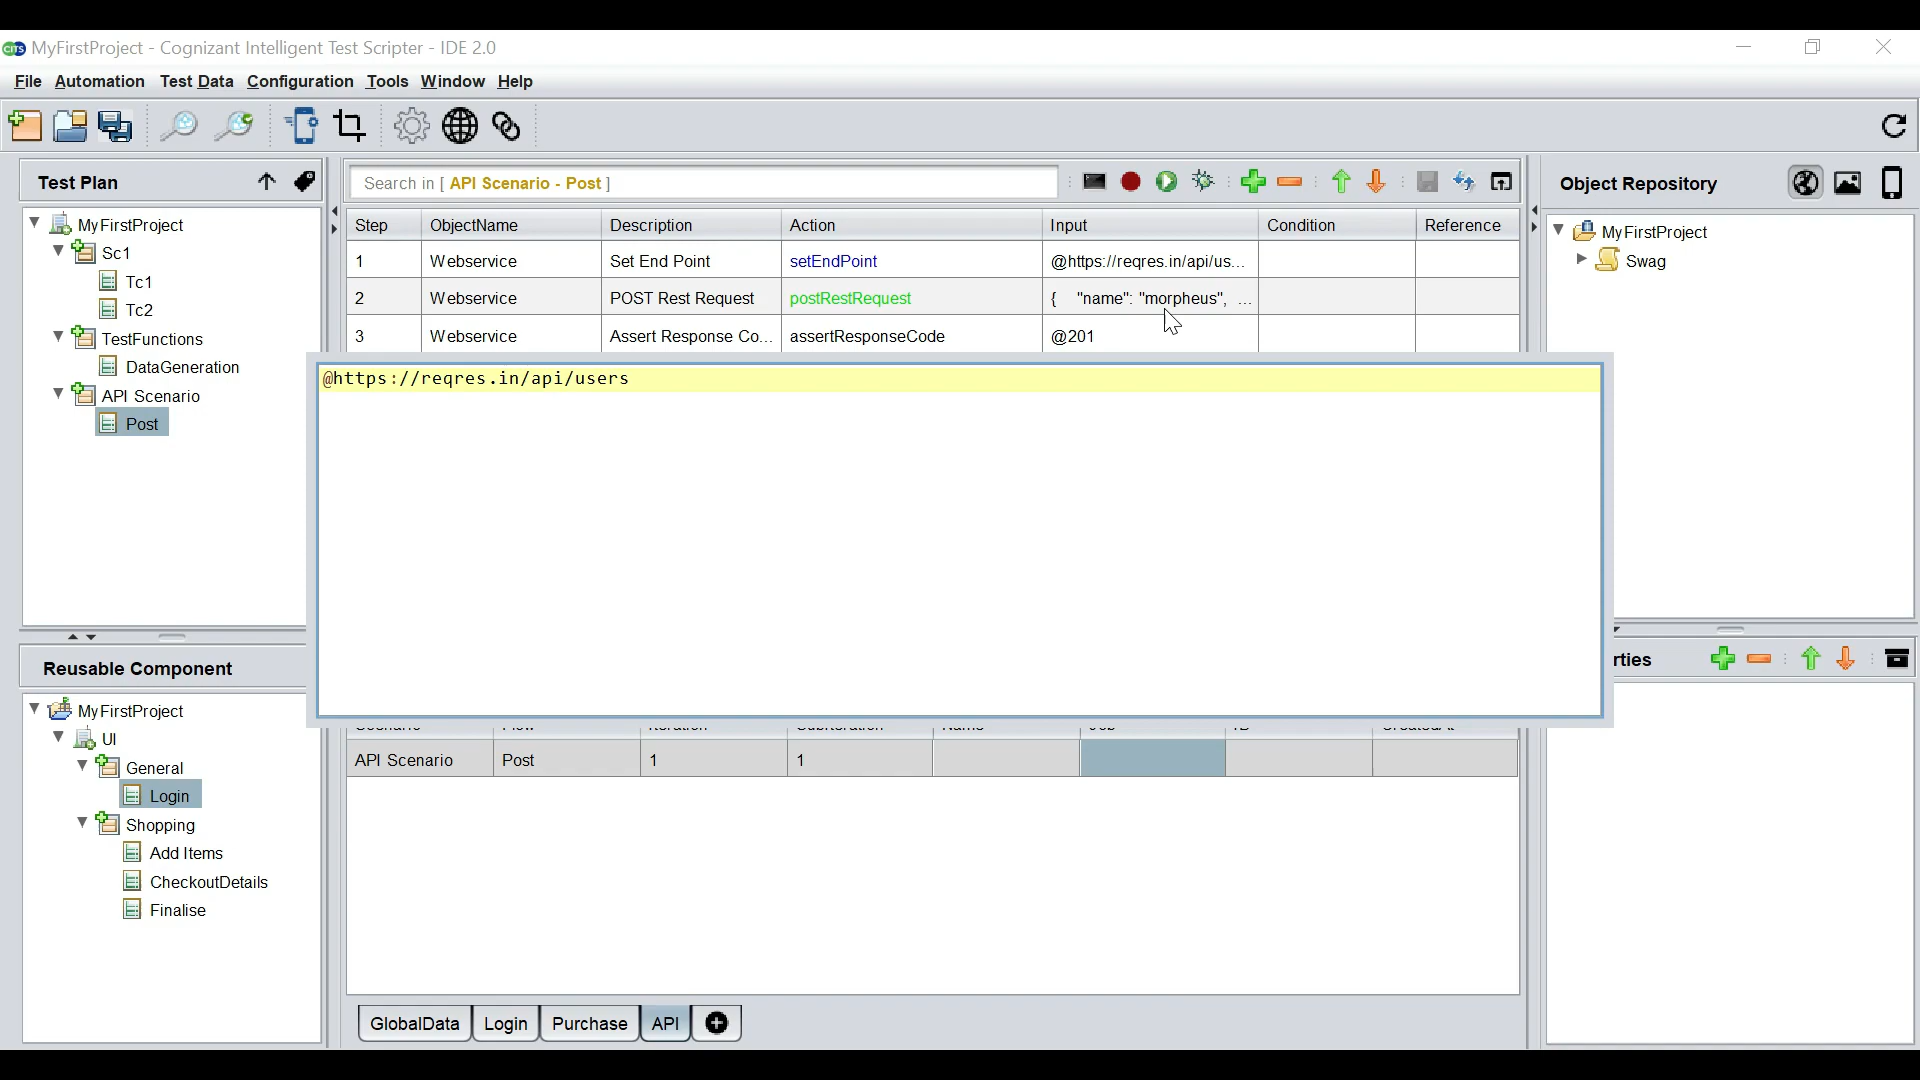 CITS MyFirstProject - Cognizant Intelligent Test Scripter - IDE 2.0
File Automation Test Data Configuration Tools Window Help
Test Plan
Search in [ API Scenario - Post ]
Object Repository
MyFirstProject
Sc1
Tc1
Tc2
TestFunctions
DataGeneration
API Scenario
Post
Step ObjectName Description Action Input Condition Reference
1 Webservice Set End Point setEndPoint @https://reqres.in/api/us...
2 Webservice POST Rest Request postRestRequest { "name": "morpheus", ...
3 Webservice Assert Response Co... assertResponseCode @201
MyFirstProject
Swag
@https://reqres.in/api/users
Reusable Component
rties
MyFirstProject
UI
General
Login
Shopping
Add Items
CheckoutDetails
Finalise
API Scenario Post 1 1
GlobalData Login Purchase API